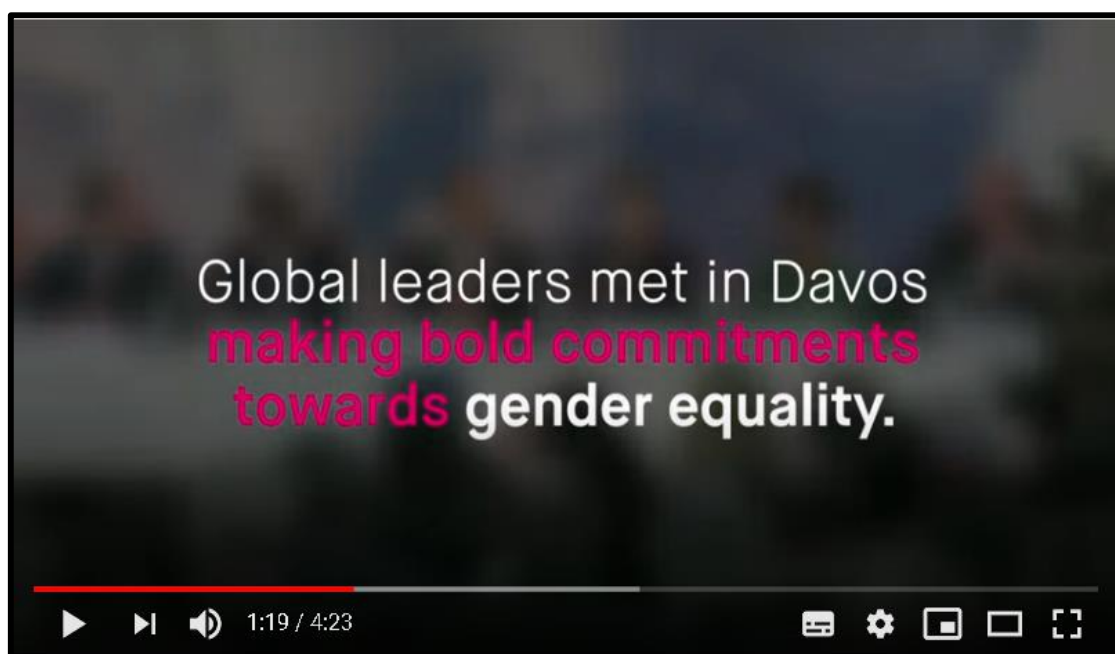 Global leaders met in Davos
making bold commitments
towards gender equality.
1:19 / 4:23